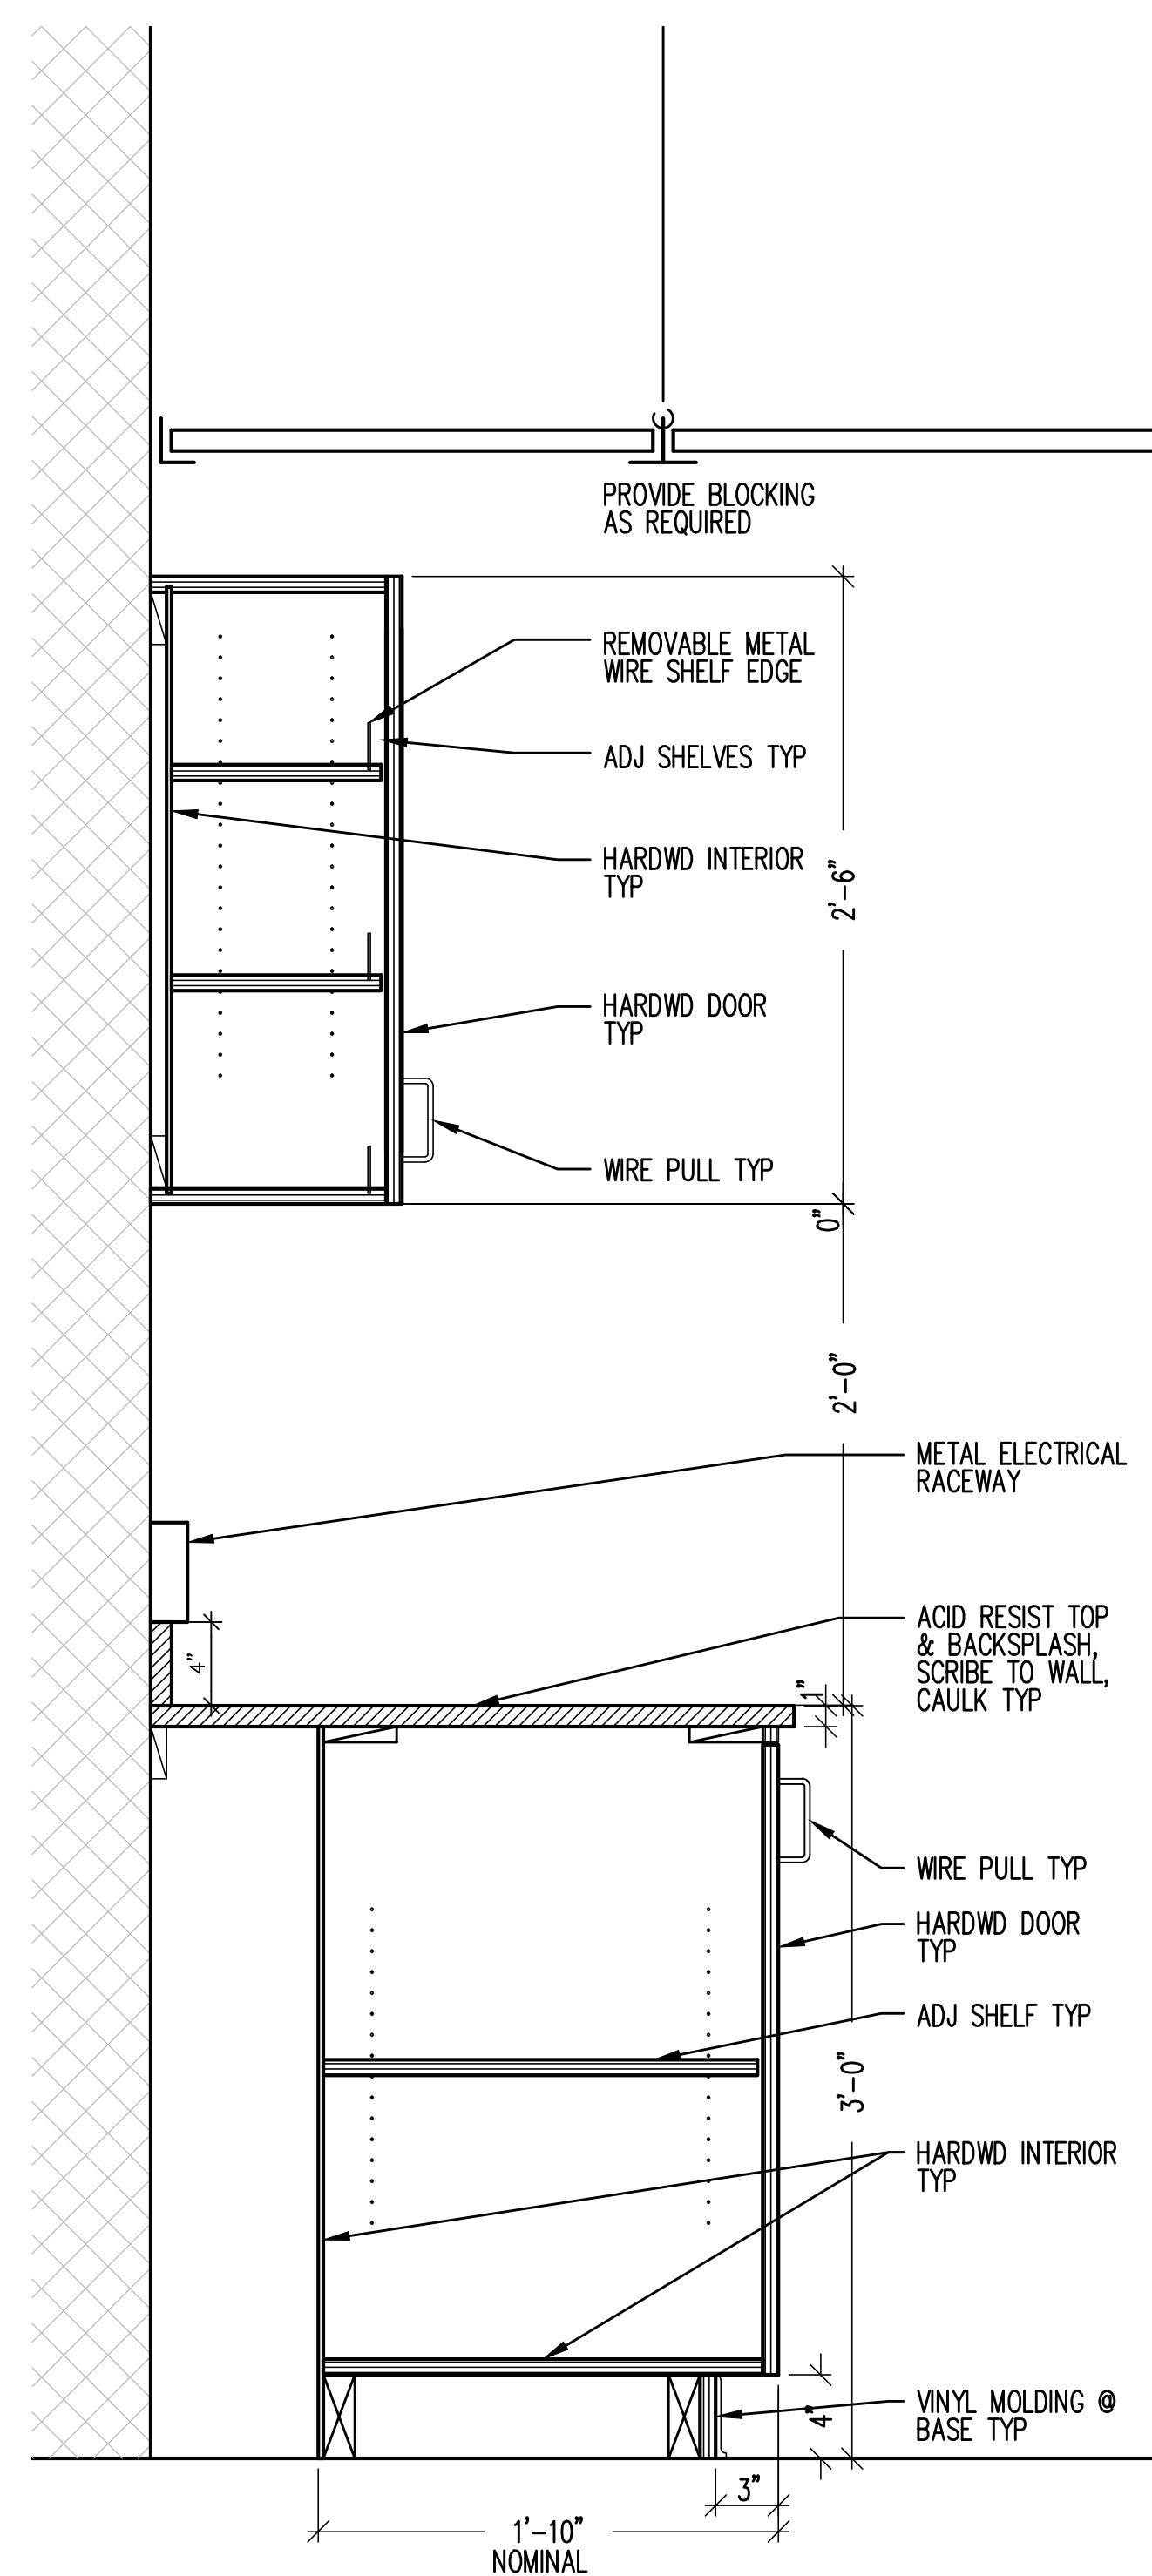 PROVIDE BLOCKING
AS REQUIRED
REMOVABLE METAL
WIRE SHELF EDGE
ADJ SHELVES TYP
HARDWD INTERIOR
TYP
2'-6"
HARDWD DOOR
TYP
WIRE PULL TYP
0"
2'-0"
METAL ELECTRICAL
RACEWAY
ACID RESIST TOP
& BACKSPLASH,
SCRIBE TO WALL,
CAULK TYP
4"
1"
WIRE PULL TYP
HARDWD DOOR
TYP
ADJ SHELF TYP
3'-0"
HARDWD INTERIOR
TYP
VINYL MOLDING @
BASE TYP
4"
3"
1'-10"
NOMINAL